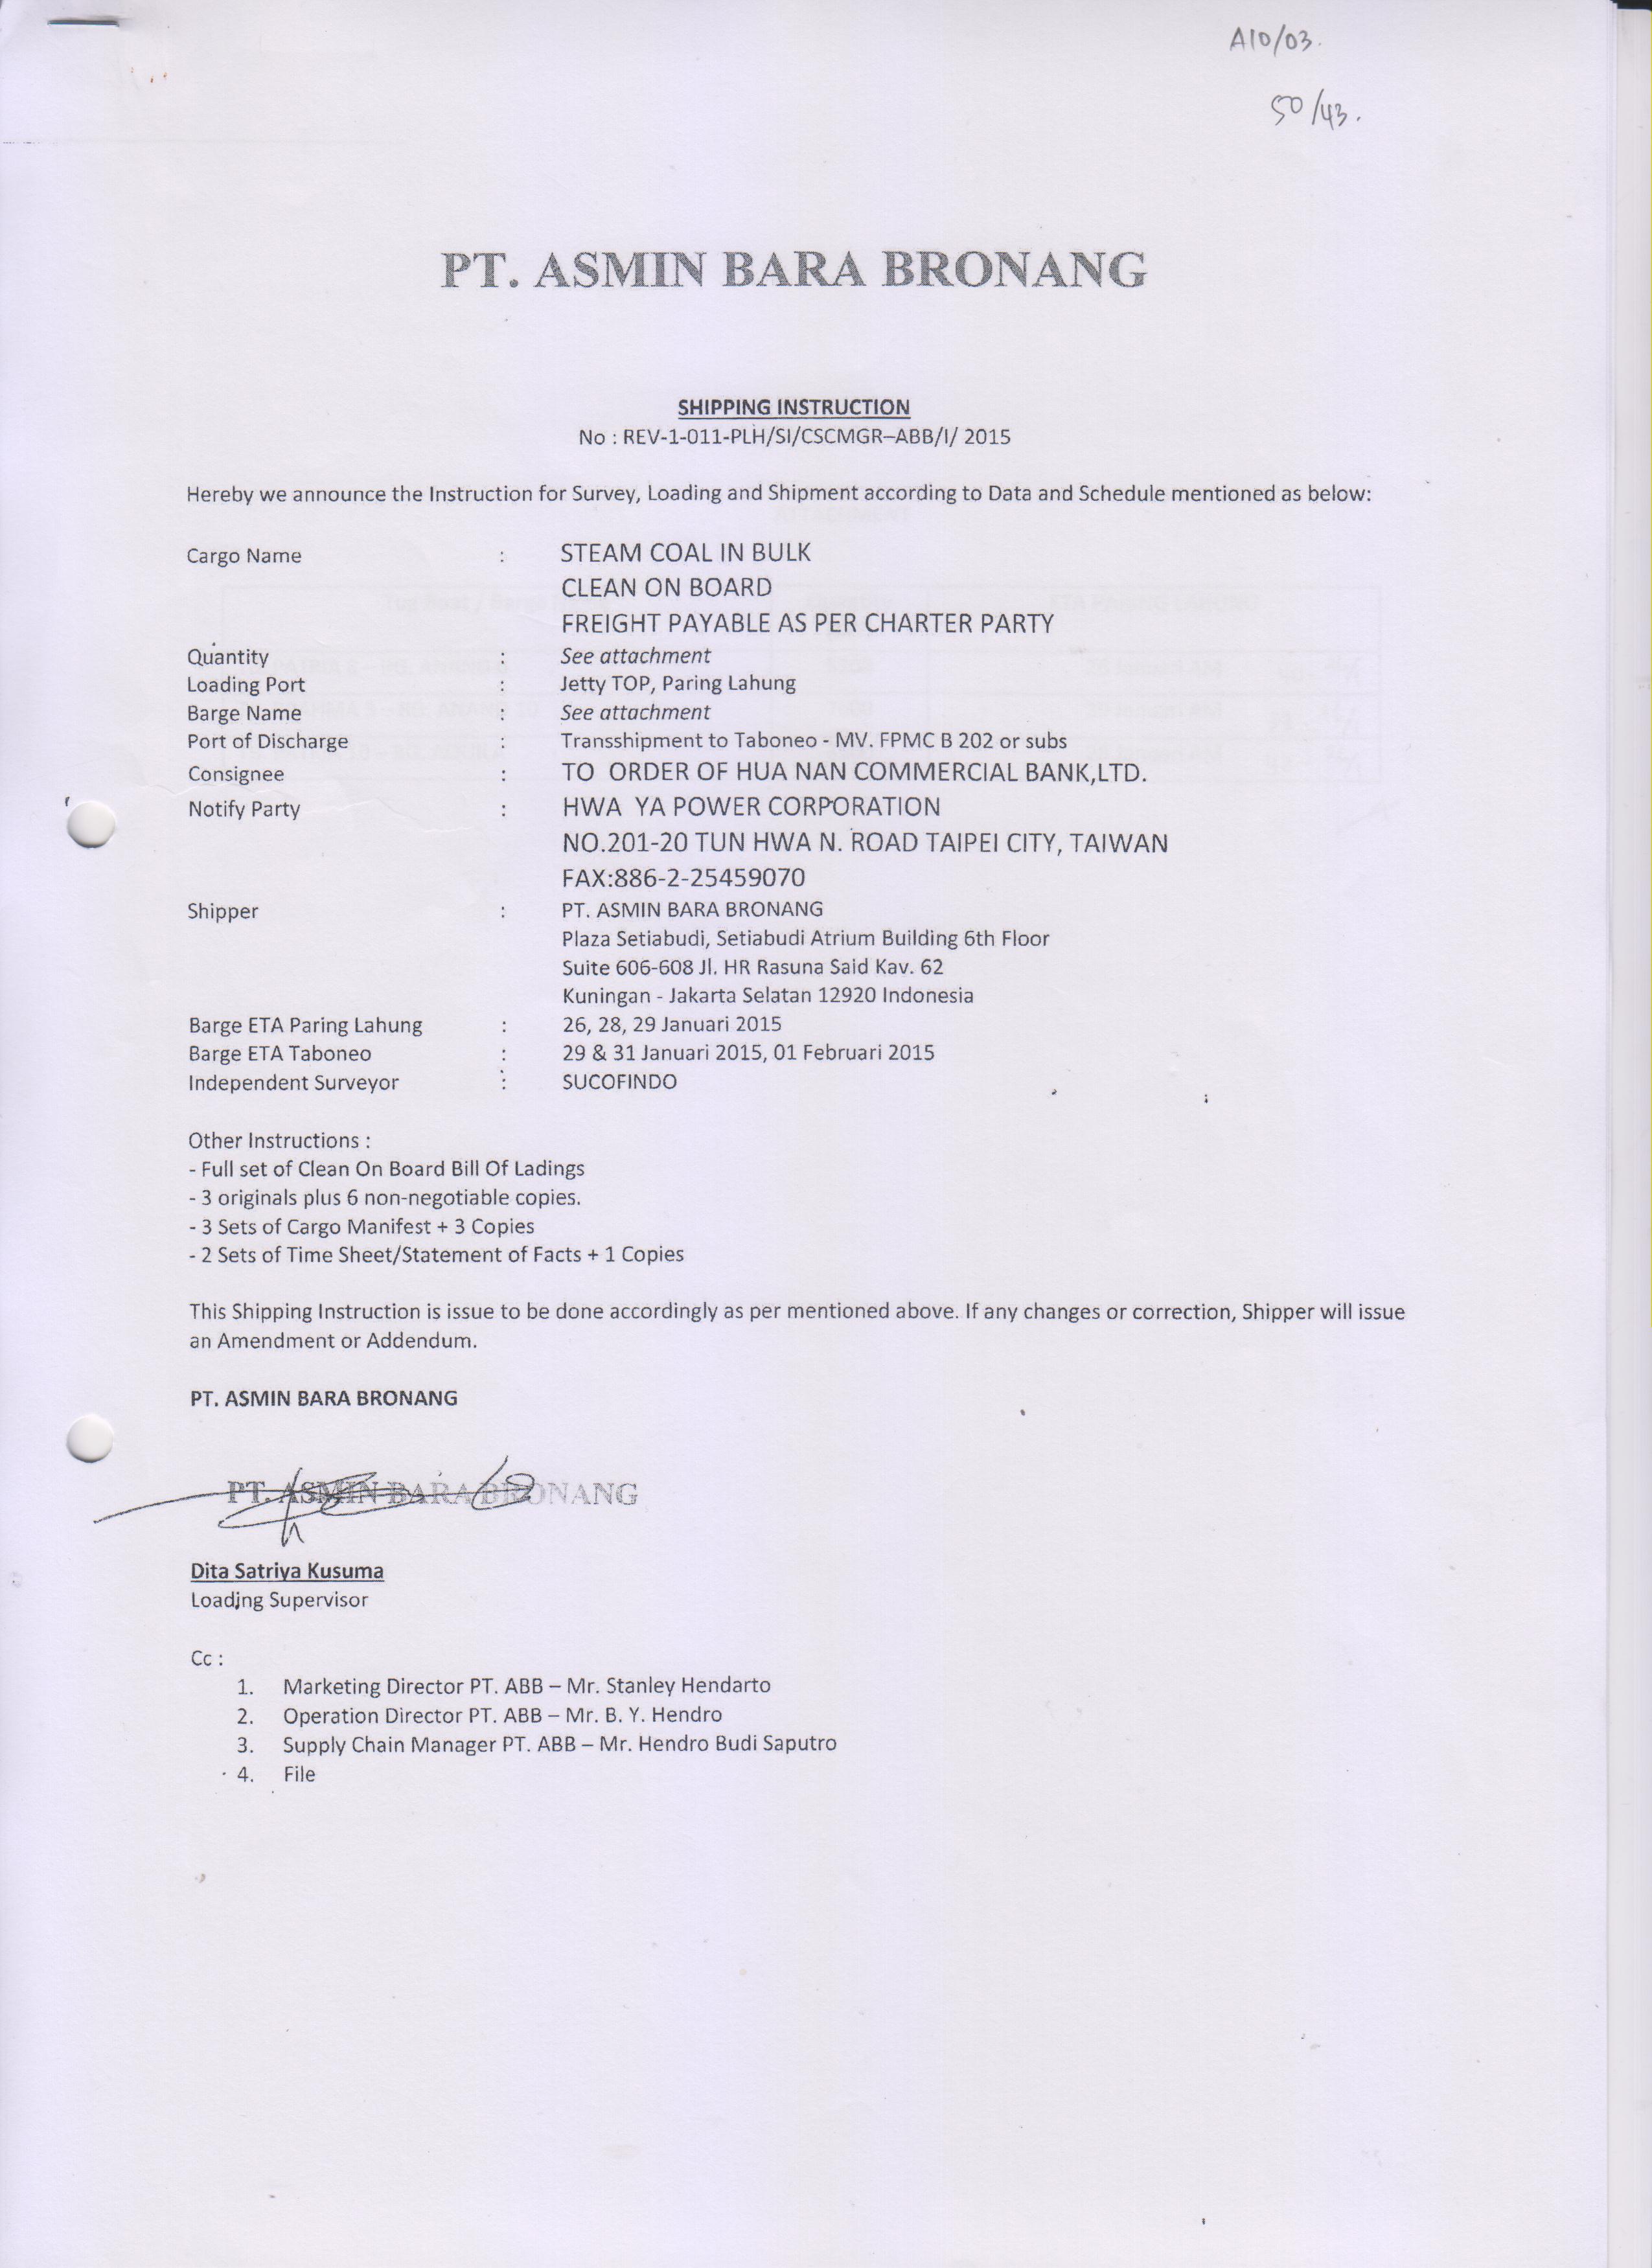 A10/03.
50/43.
PT. ASMIN BARA BRONANG
SHIPPING INSTRUCTION
No : REV-1-011-PLH/SI/CSCMGR–ABB/I/ 2015
Hereby we announce the Instruction for Survey, Loading and Shipment according to Data and Schedule mentioned as below:
Cargo Name : STEAM COAL IN BULK
CLEAN ON BOARD
FREIGHT PAYABLE AS PER CHARTER PARTY
Quantity : See attachment
Loading Port : Jetty TOP, Paring Lahung
Barge Name : See attachment
Port of Discharge : Transshipment to Taboneo - MV. FPMC B 202 or subs
Consignee : TO ORDER OF HUA NAN COMMERCIAL BANK,LTD.
Notify Party : HWA YA POWER CORPORATION
NO.201-20 TUN HWA N. ROAD TAIPEI CITY, TAIWAN
FAX:886-2-25459070
Shipper : PT. ASMIN BARA BRONANG
Plaza Setiabudi, Setiabudi Atrium Building 6th Floor
Suite 606-608 Jl. HR Rasuna Said Kav. 62
Kuningan - Jakarta Selatan 12920 Indonesia
Barge ETA Paring Lahung : 26, 28, 29 Januari 2015
Barge ETA Taboneo : 29 & 31 Januari 2015, 01 Februari 2015
Independent Surveyor : SUCOFINDO
Other Instructions :
- Full set of Clean On Board Bill Of Ladings
- 3 originals plus 6 non-negotiable copies.
- 3 Sets of Cargo Manifest + 3 Copies
- 2 Sets of Time Sheet/Statement of Facts + 1 Copies
This Shipping Instruction is issue to be done accordingly as per mentioned above. If any changes or correction, Shipper will issue
an Amendment or Addendum.
PT. ASMIN BARA BRONANG
PT. ASMIN BARA BRONANG
Dita Satriya Kusuma
Loading Supervisor
Cc :
1. Marketing Director PT. ABB – Mr. Stanley Hendarto
2. Operation Director PT. ABB – Mr. B. Y. Hendro
3. Supply Chain Manager PT. ABB – Mr. Hendro Budi Saputro
4. File